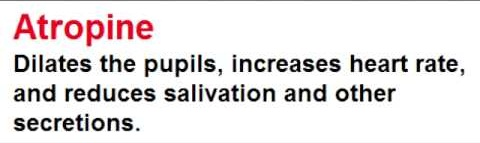 Atropine
Dilates the pupils, increases heart rate,
and reduces salivation and other
secretions.